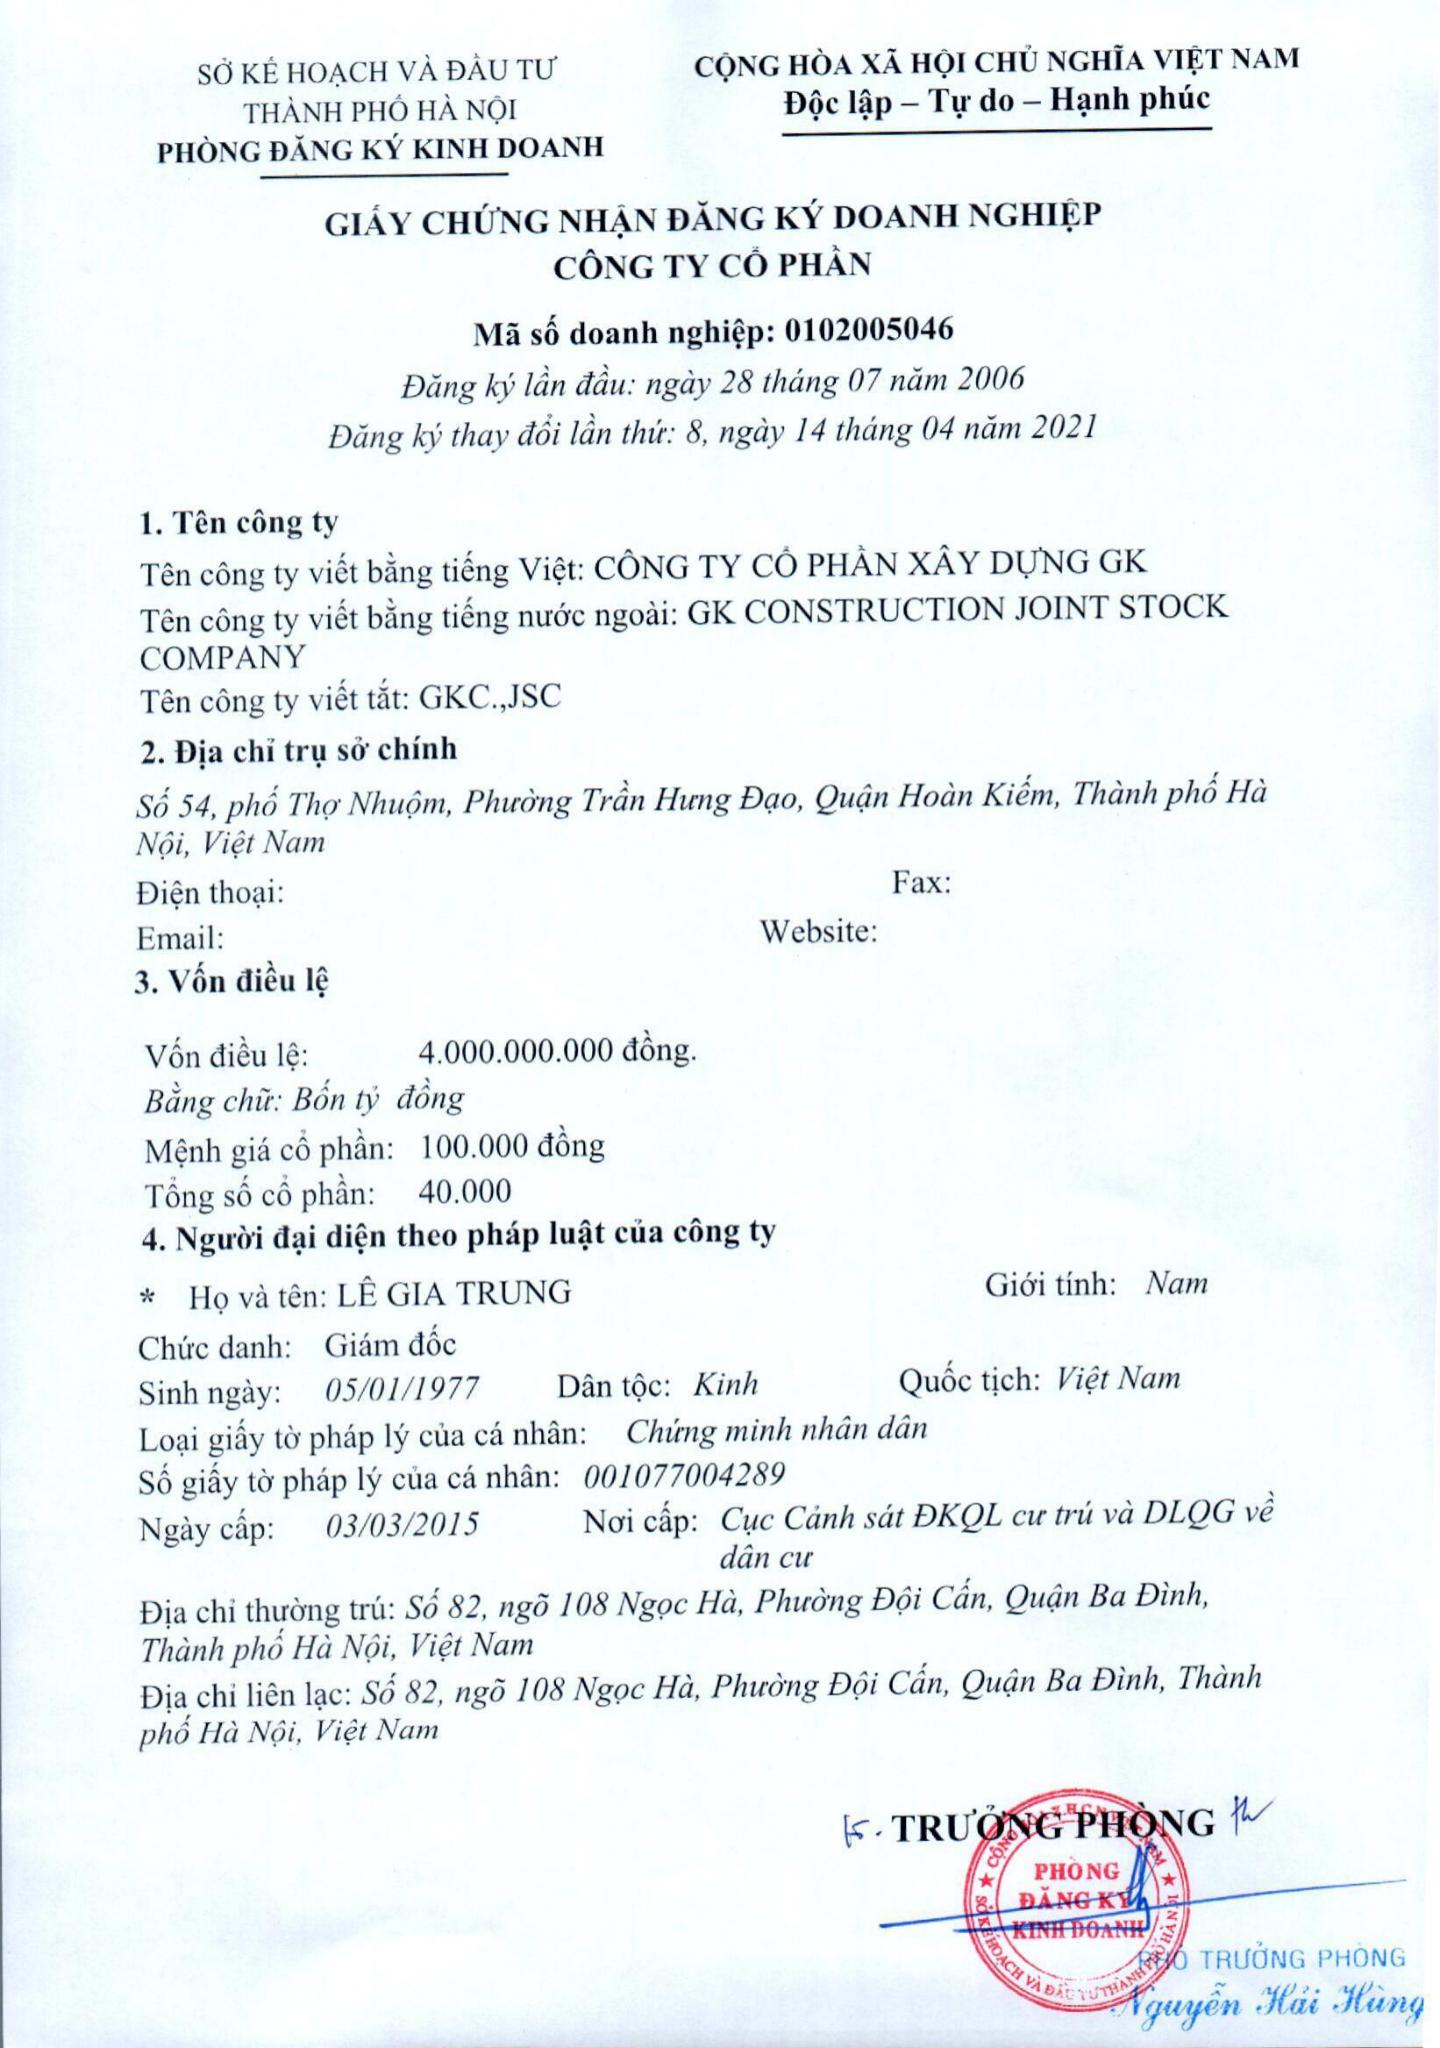 SỞ KẾ HOẠCH VÀ ĐẦU TƯ
THÀNH PHỐ HÀ NỘI
PHÒNG ĐĂNG KÝ KINH DOANH
CỘNG HÒA XÃ HỘI CHỦ NGHĨA VIỆT NAM
Độc lập – Tự do – Hạnh phúc
GIẤY CHỨNG NHẬN ĐĂNG KÝ DOANH NGHIỆP
CÔNG TY CỔ PHẦN
Mã số doanh nghiệp: 0102005046
Đăng ký lần đầu: ngày 28 tháng 07 năm 2006
Đăng ký thay đổi lần thứ: 8, ngày 14 tháng 04 năm 2021
1. Tên công ty
Tên công ty viết bằng tiếng Việt: CÔNG TY CỔ PHẦN XÂY DỰNG GK
Tên công ty viết bằng tiếng nước ngoài: GK CONSTRUCTION JOINT STOCK
COMPANY
Tên công ty viết tắt: GKC.,JSC
2. Địa chỉ trụ sở chính
Số 54, phố Thợ Nhuộm, Phường Trần Hưng Đạo, Quận Hoàn Kiếm, Thành phố Hà
Nội, Việt Nam
Điện thoại: Fax:
Email: Website:
3. Vốn điều lệ
Vốn điều lệ: 4.000.000.000 đồng.
Bằng chữ: Bốn tỷ đồng
Mệnh giá cổ phần: 100.000 đồng
Tổng số cổ phần: 40.000
4. Người đại diện theo pháp luật của công ty
* Họ và tên: LÊ GIA TRUNG Giới tính: Nam
Chức danh: Giám đốc
Sinh ngày: 05/01/1977 Dân tộc: Kinh Quốc tịch: Việt Nam
Loại giấy tờ pháp lý của cá nhân: Chứng minh nhân dân
Số giấy tờ pháp lý của cá nhân: 001077004289
Ngày cấp: 03/03/2015 Nơi cấp: Cục Cảnh sát ĐKQL cư trú và DLQG về
dân cư
Địa chỉ thường trú: Số 82, ngõ 108 Ngọc Hà, Phường Đội Cấn, Quận Ba Đình,
Thành phố Hà Nội, Việt Nam
Địa chỉ liên lạc: Số 82, ngõ 108 Ngọc Hà, Phường Đội Cấn, Quận Ba Đình, Thành
phố Hà Nội, Việt Nam
TRƯỞNG PHÒNG
CỘNG HÒA X.H.C.N VIỆT NAM
PHÒNG
ĐĂNG KÝ
KINH DOANH
SỞ KẾ HOẠCH VÀ ĐẦU TƯ THÀNH PHỐ HÀ NỘI
PHÓ TRƯỞNG PHÒNG
Nguyễn Hải Hùng